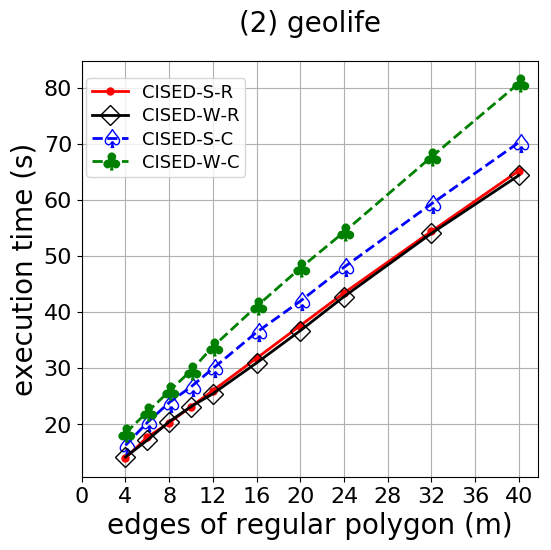 (2) geolife
CISED-S-R
CISED-W-R
CISED-S-C
CISED-W-C
execution time (s)
80
70
60
50
40
30
20
0 4 8 12 16 20 24 28 32 36 40
edges of regular polygon (m)